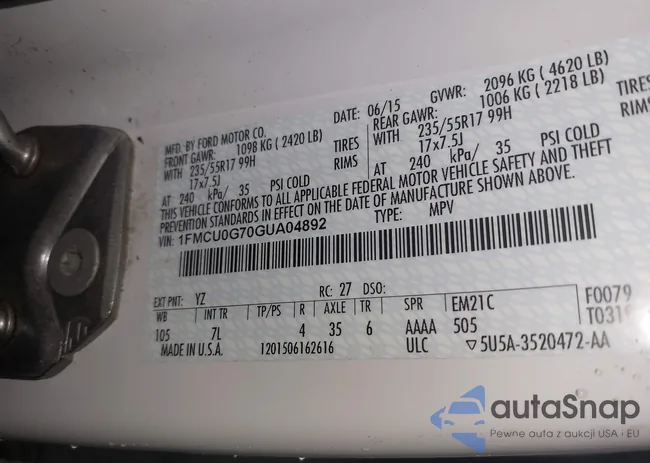 MFD. BY FORD MOTOR CO. DATE: 06/15 GVWR: 2096 KG ( 4620 LB)
FRONT GAWR: 1098 KG ( 2420 LB) REAR GAWR: 1006 KG ( 2218 LB)
WITH 235/55R17 99H TIRES WITH 235/55R17 99H TIRES
17x7.5J RIMS 17x7.5J RIMS
AT 240 kPa/ 35 PSI COLD AT 240 kPa/ 35 PSI COLD
THIS VEHICLE CONFORMS TO ALL APPLICABLE FEDERAL MOTOR VEHICLE SAFETY AND THEFT
PREVENTION STANDARDS IN EFFECT ON THE DATE OF MANUFACTURE SHOWN ABOVE.
VIN: 1FMCU0G70GUA04892 TYPE: MPV
EXT PNT: YZ RC: 27 DSO: F0079
WB INT TR TP/PS R AXLE TR SPR EM21C
105 7L 4 35 6 AAAA 505
MADE IN U.S.A. 1201506162616 ULC ▽5U5A-3520472-AA
autaSnap
Pewne auta z aukcji USA i EU